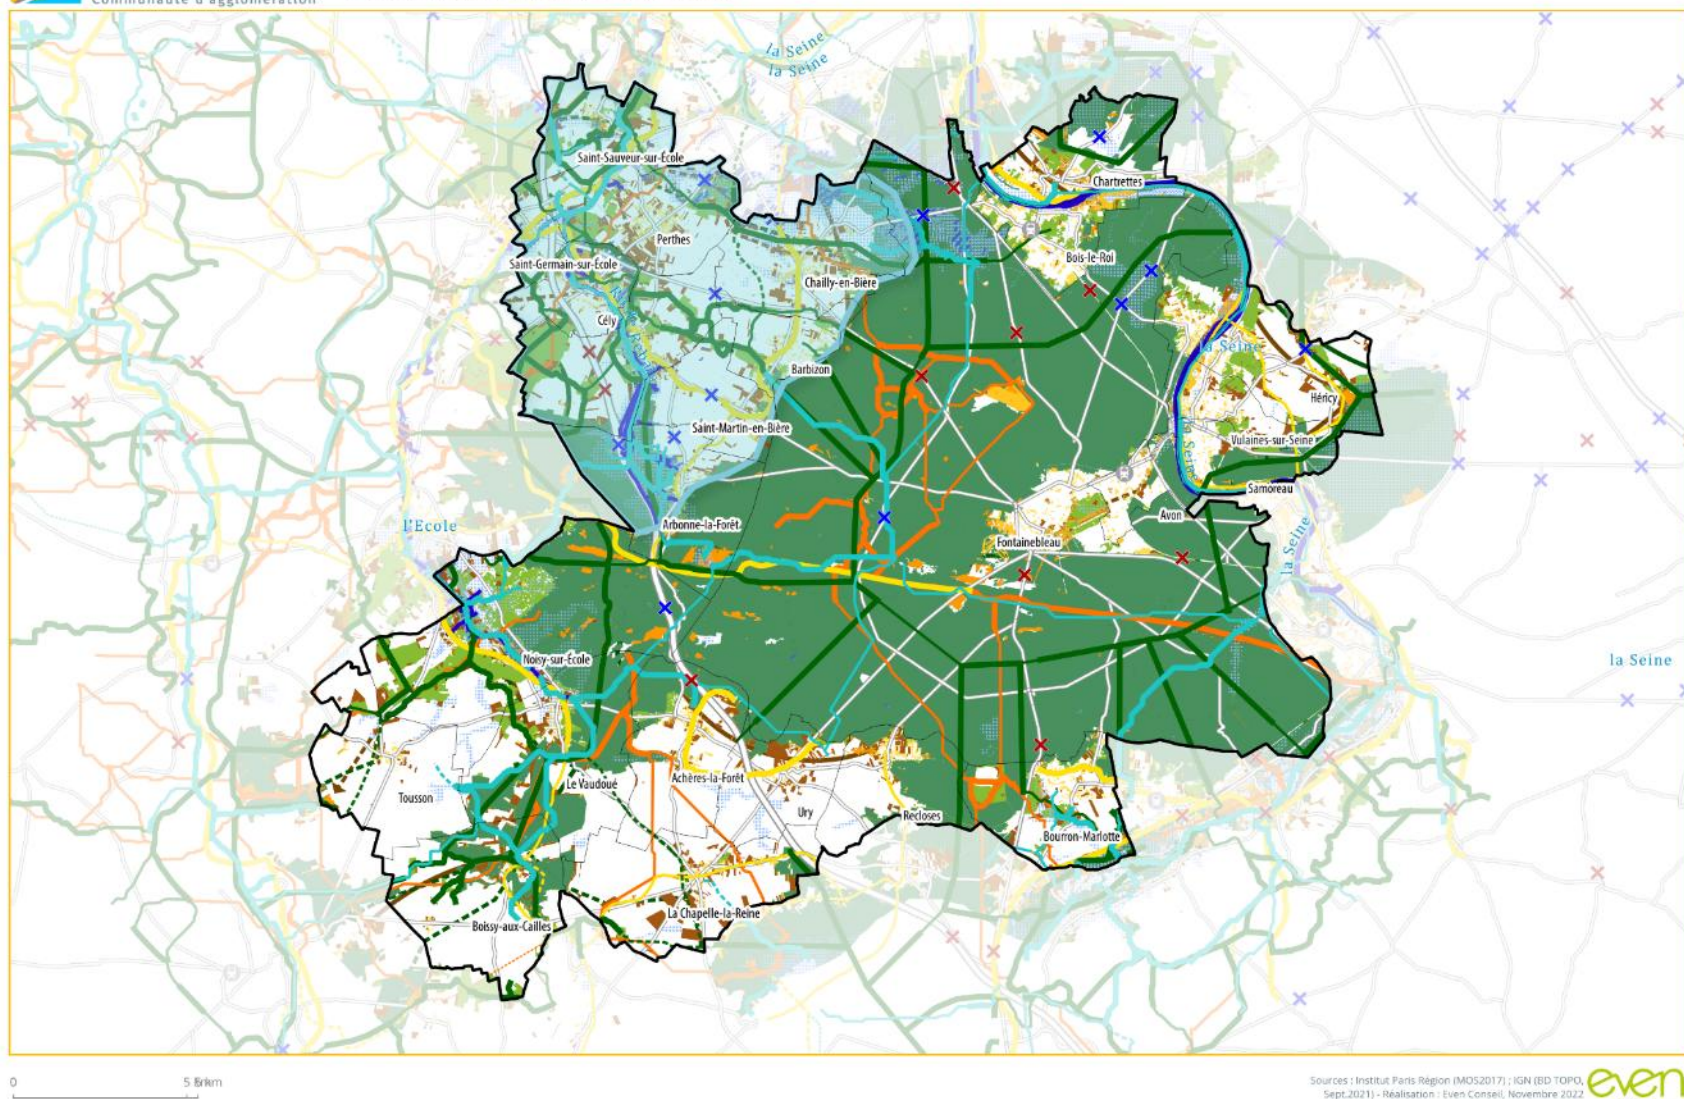 Communauté d'agglomération
la Seine
la Seine
Saint-Sauveur-sur-École
Chartrettes
Perthes
Bois-le-Roi
Saint-Germain-sur-École
Chailly-en-Bière
Cély
la Seine
Barbizon
Héricy
Saint-Martin-en-Bière
Vulaines-sur-Seine
la Seine
Samoreau
l'Ecole
Arbonne-la-Forêt
Avon
Fontainebleau
la Seine
Noisy-sur-École
la Seine
Achères-la-Forêt
Le Vaudoué
Tousson
Ury
Recloses
Bourron-Marlotte
La Chapelle-la-Reine
Boissy-aux-Cailles
0
5
km
Sources : Institut Paris Région (MOS2017) ; IGN (BD TOPO,
Sept.2021) - Réalisation : Even Conseil, Novembre 2022
even